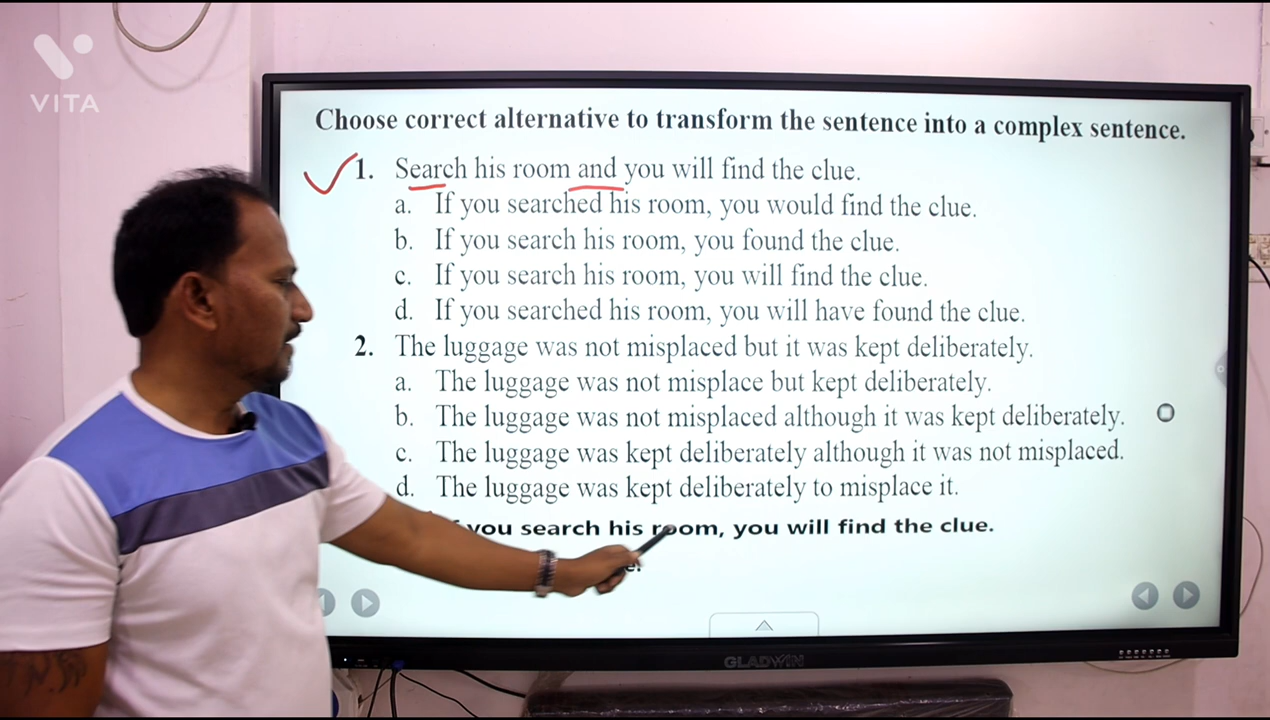 VITA
Choose correct alternative to transform the sentence into a complex sentence.
1. Search his room and you will find the clue.
a. If you searched his room, you would find the clue.
b. If you search his room, you found the clue.
c. If you search his room, you will find the clue.
d. If you searched his room, you will have found the clue.
2. The luggage was not misplaced but it was kept deliberately.
a. The luggage was not misplace but kept deliberately.
b. The luggage was not misplaced although it was kept deliberately.
c. The luggage was kept deliberately although it was not misplaced.
d. The luggage was kept deliberately to misplace it.
you search his room, you will find the clue.
GLADWIN